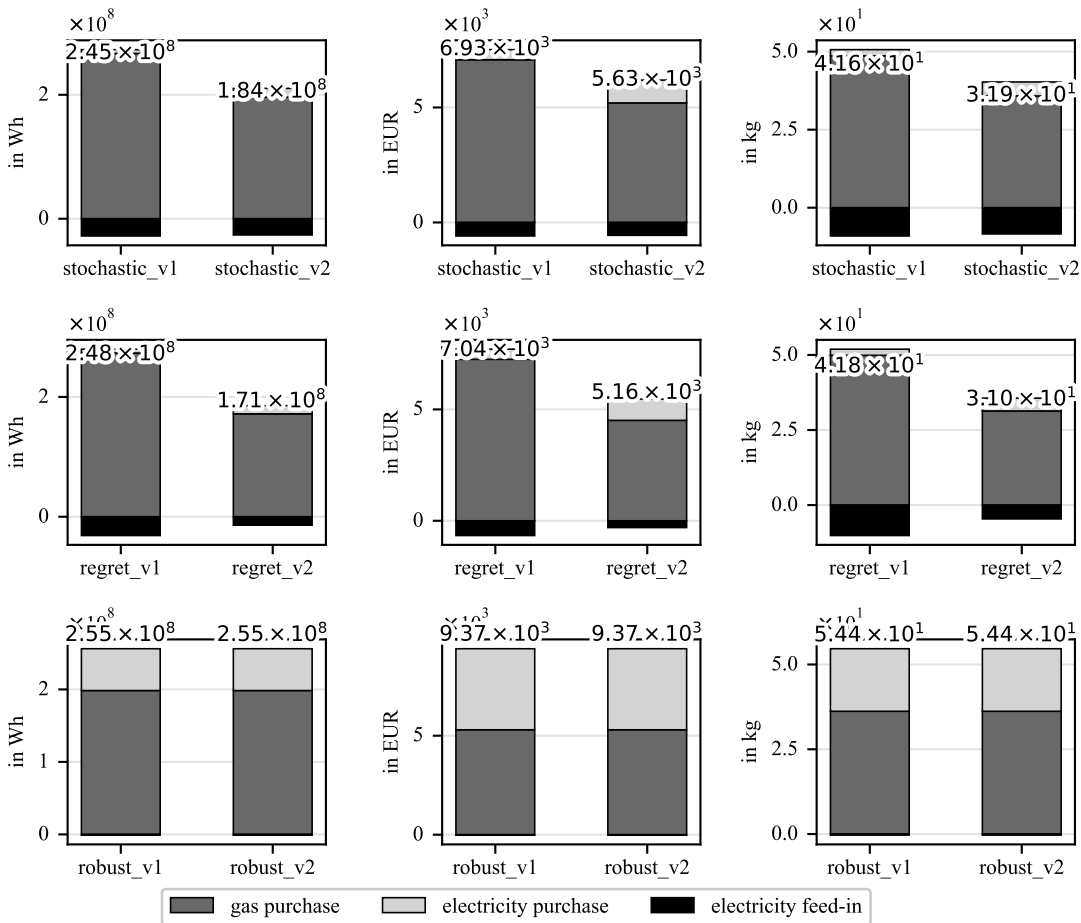 ×10⁸ ×10³ ×10¹
2.45 × 10⁸ 6.93 × 10³ 5.0 4.16 × 10¹
2 1.84 × 10⁸ 5 5.63 × 10³ 2.5 3.19 × 10¹
in Wh in EUR in kg
0 0 0.0
stochastic_v1 stochastic_v2 stochastic_v1 stochastic_v2 stochastic_v1 stochastic_v2
×10⁸ ×10³ ×10¹
2.48 × 10⁸ 7.04 × 10³ 5.0 4.18 × 10¹
2 1.71 × 10⁸ 5 5.16 × 10³ 2.5 3.10 × 10¹
in Wh in EUR in kg
0 0 0.0
regret_v1 regret_v2 regret_v1 regret_v2 regret_v1 regret_v2
×10⁸ ×10³ ×10¹
2.55 × 10⁸ 2.55 × 10⁸ 9.37 × 10³ 9.37 × 10³ 5.44 × 10¹ 5.44 × 10¹
2 5 5.0
in Wh in EUR in kg
1 2.5
0 0 0.0
robust_v1 robust_v2 robust_v1 robust_v2 robust_v1 robust_v2
gas purchase electricity purchase electricity feed-in